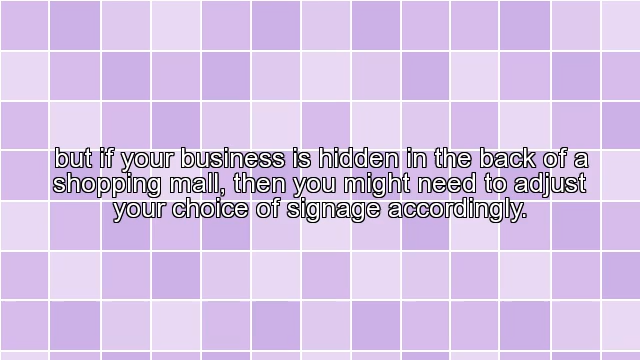 but if your business is hidden in the back of a
shopping mall, then you might need to adjust
your choice of signage accordingly.